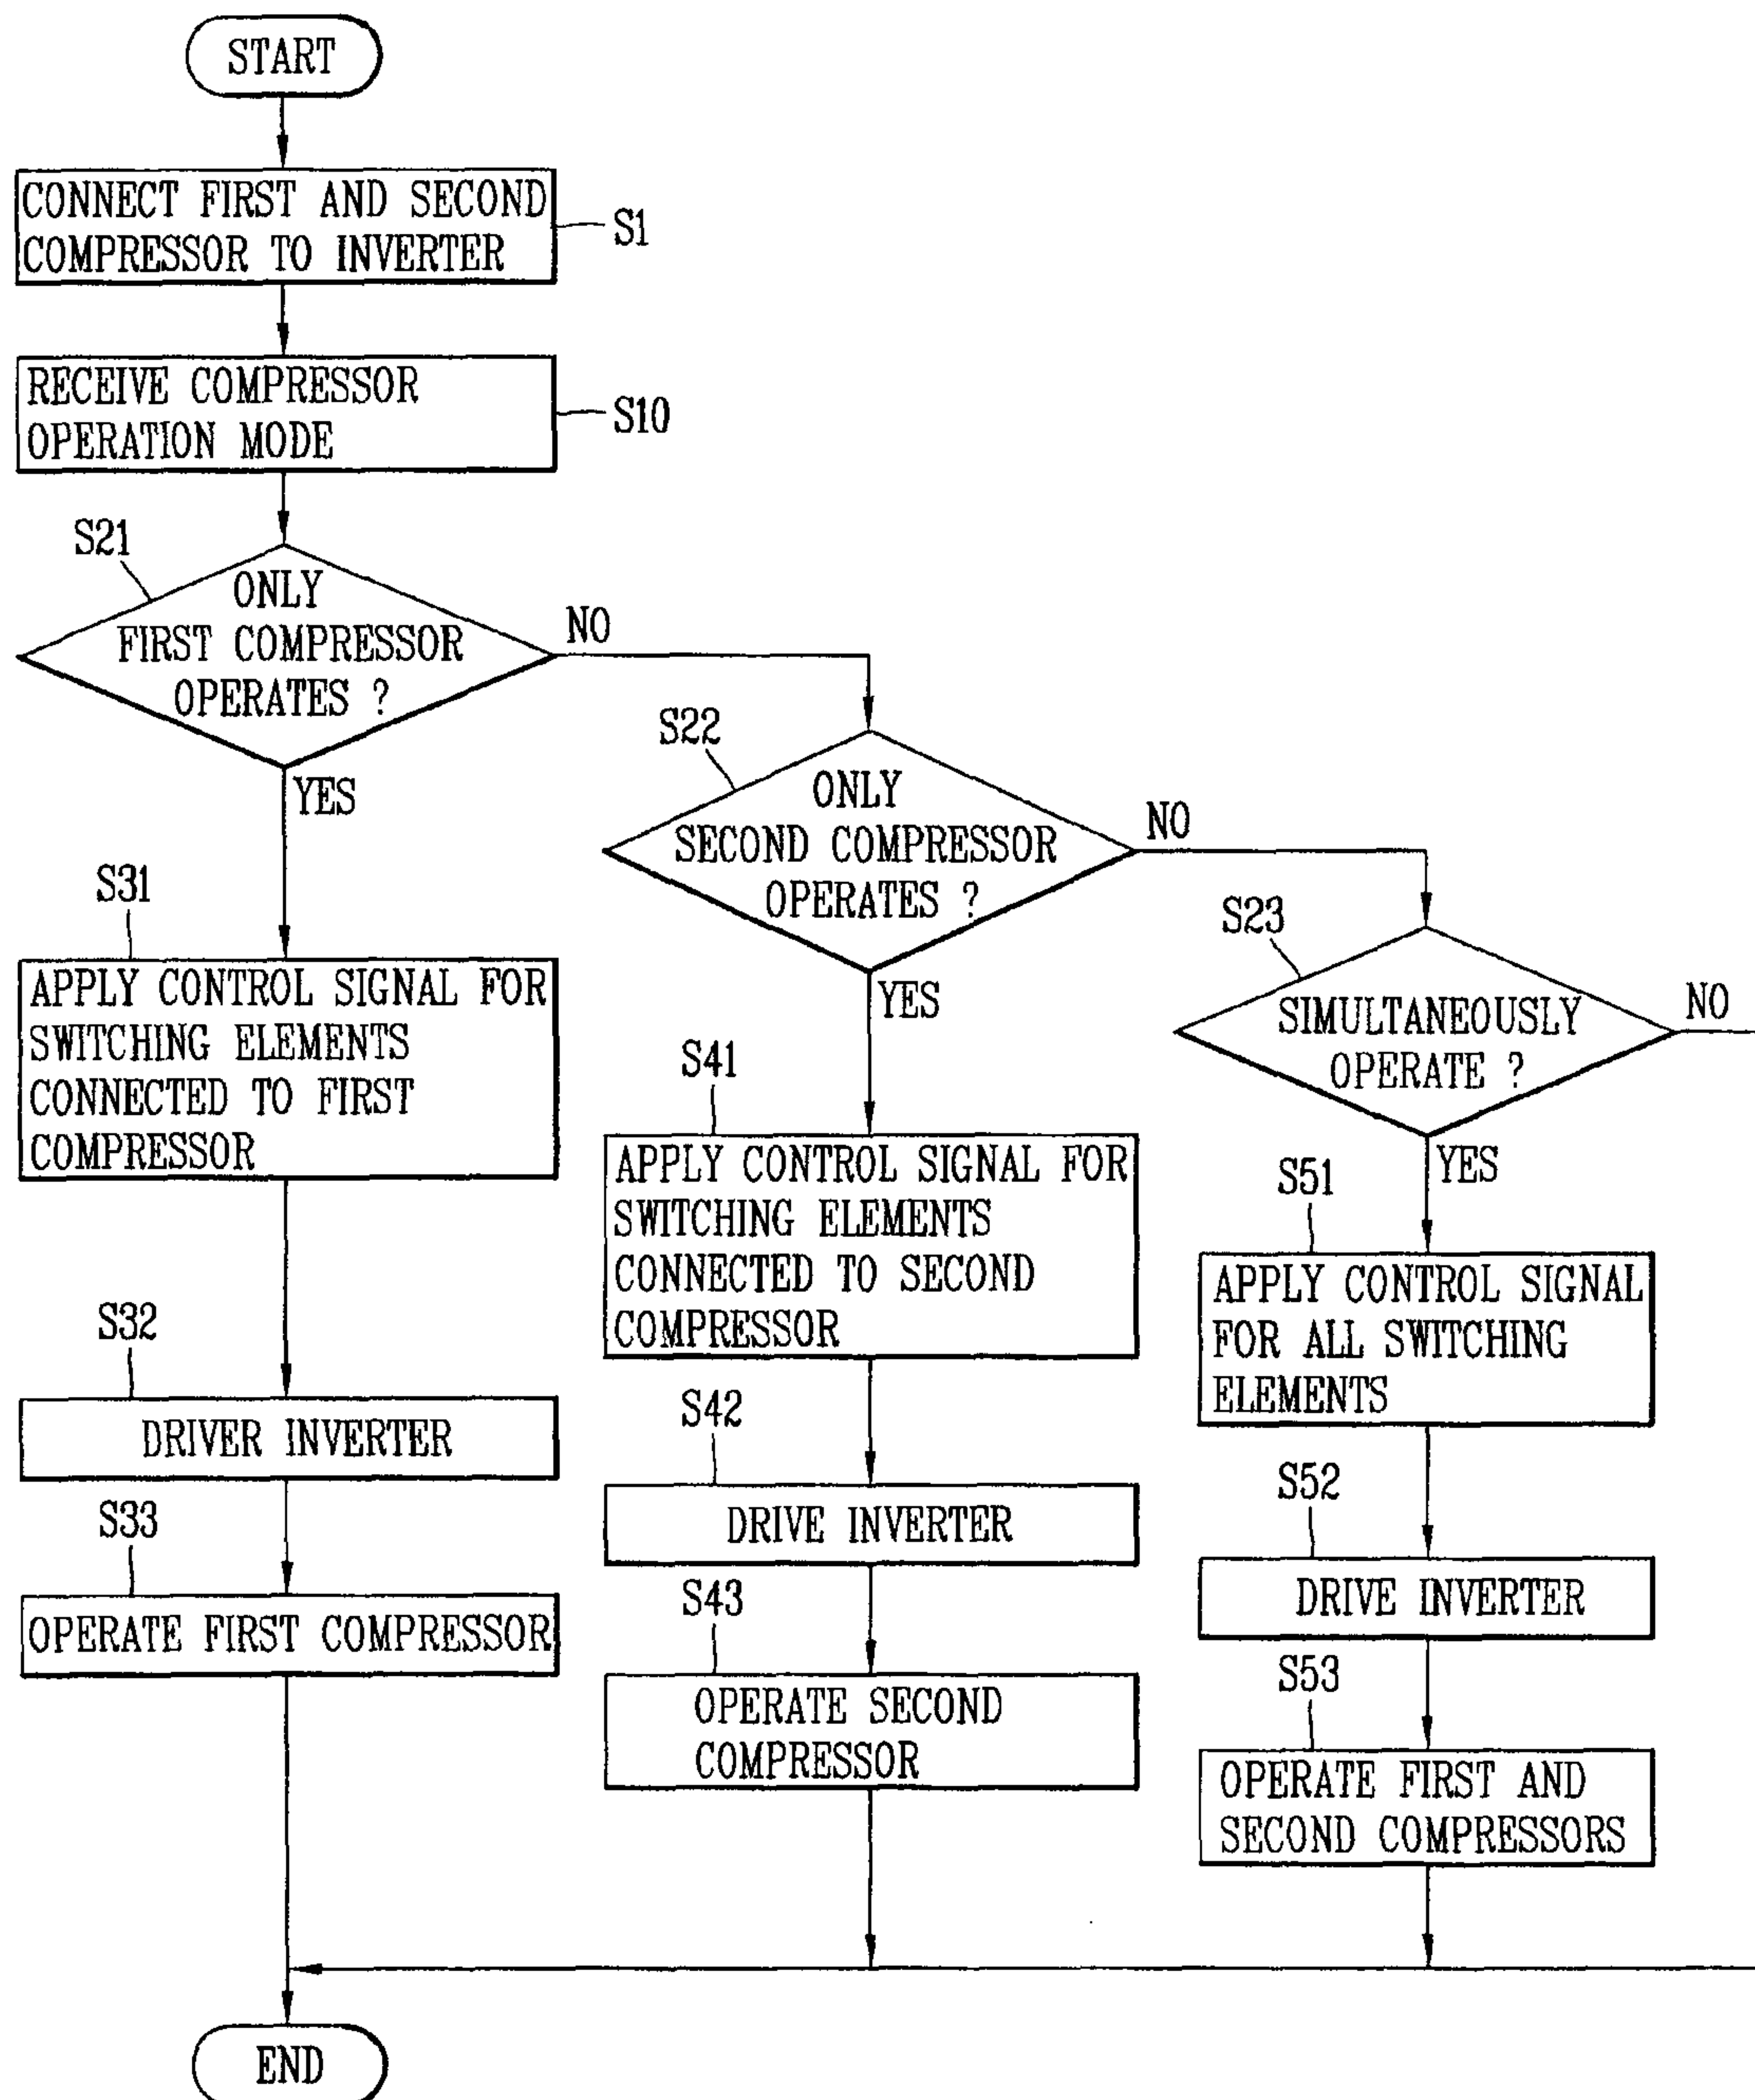 START
CONNECT FIRST AND SECOND
COMPRESSOR TO INVERTER
S1
RECEIVE COMPRESSOR
OPERATION MODE
S10
S21
ONLY
FIRST COMPRESSOR
OPERATES ?
NO
YES
S22
ONLY
SECOND COMPRESSOR
OPERATES ?
NO
YES
S23
SIMULTANEOUSLY
OPERATE ?
NO
YES
S31
APPLY CONTROL SIGNAL FOR
SWITCHING ELEMENTS
CONNECTED TO FIRST
COMPRESSOR
S32
DRIVER INVERTER
S33
OPERATE FIRST COMPRESSOR
S41
APPLY CONTROL SIGNAL FOR
SWITCHING ELEMENTS
CONNECTED TO SECOND
COMPRESSOR
S42
DRIVE INVERTER
S43
OPERATE SECOND
COMPRESSOR
S51
APPLY CONTROL SIGNAL
FOR ALL SWITCHING
ELEMENTS
S52
DRIVE INVERTER
S53
OPERATE FIRST AND
SECOND COMPRESSORS
END